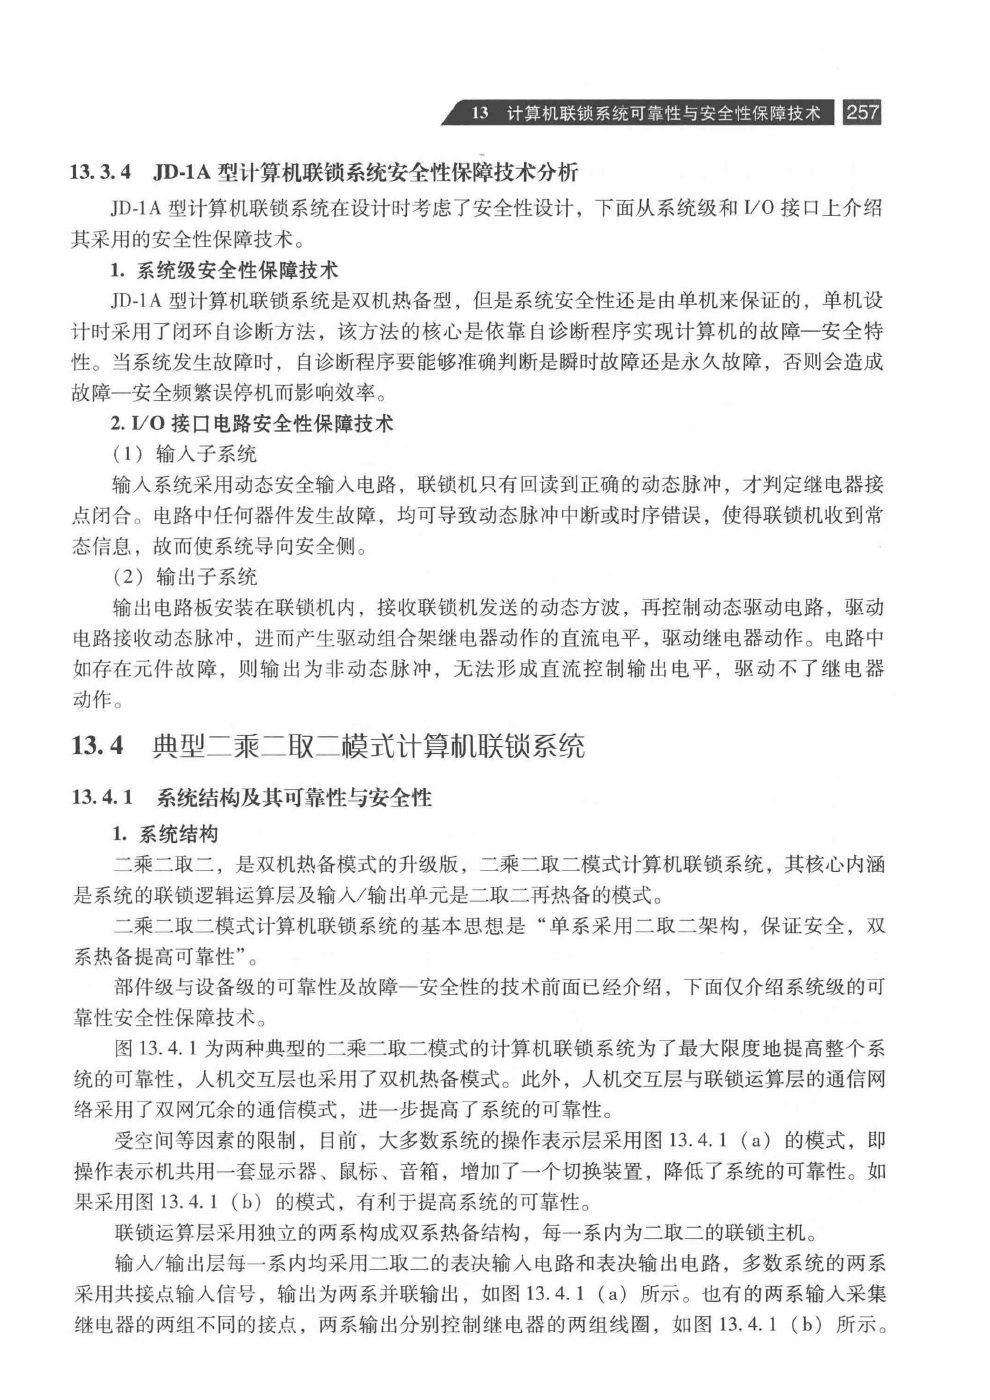 13 计算机联锁系统可靠性与安全性保障技术 257
13.3.4 JD-1A 型计算机联锁系统安全性保障技术分析
JD-1A 型计算机联锁系统在设计时考虑了安全性设计，下面从系统级和 I/O 接口上介绍
其采用的安全性保障技术。
1. 系统级安全性保障技术
JD-1A 型计算机联锁系统是双机热备型，但是系统安全性还是由单机来保证的，单机设
计时采用了闭环自诊断方法，该方法的核心是依靠自诊断程序实现计算机的故障—安全特
性。当系统发生故障时，自诊断程序要能够准确判断是瞬时故障还是永久故障，否则会造成
故障—安全频繁误停机而影响效率。
2. I/O 接口电路安全性保障技术
（1）输入子系统
输入系统采用动态安全输入电路，联锁机只有回读到正确的动态脉冲，才判定继电器接
点闭合。电路中任何器件发生故障，均可导致动态脉冲中断或时序错误，使得联锁机收到常
态信息，故而使系统导向安全侧。
（2）输出子系统
输出电路板安装在联锁机内，接收联锁机发送的动态方波，再控制动态驱动电路，驱动
电路接收动态脉冲，进而产生驱动组合架继电器动作的直流电平，驱动继电器动作。电路中
如存在元件故障，则输出为非动态脉冲，无法形成直流控制输出电平，驱动不了继电器
动作。
13.4 典型二乘二取二模式计算机联锁系统
13.4.1 系统结构及其可靠性与安全性
1. 系统结构
二乘二取二，是双机热备模式的升级版，二乘二取二模式计算机联锁系统，其核心内涵
是系统的联锁逻辑运算层及输入/输出单元是二取二再热备的模式。
二乘二取二模式计算机联锁系统的基本思想是“单系采用二取二架构，保证安全，双
系热备提高可靠性”。
部件级与设备级的可靠性及故障—安全性的技术前面已经介绍，下面仅介绍系统级的可
靠性安全性保障技术。
图 13.4.1 为两种典型的二乘二取二模式的计算机联锁系统为了最大限度地提高整个系
统的可靠性，人机交互层也采用了双机热备模式。此外，人机交互层与联锁运算层的通信网
络采用了双网冗余的通信模式，进一步提高了系统的可靠性。
受空间等因素的限制，目前，大多数系统的操作表示层采用图 13.4.1（a）的模式，即
操作表示机共用一套显示器、鼠标、音箱，增加了一个切换装置，降低了系统的可靠性。如
果采用图 13.4.1（b）的模式，有利于提高系统的可靠性。
联锁运算层采用独立的两系构成双系热备结构，每一系内为二取二的联锁主机。
输入/输出层每一系内均采用二取二的表决输入电路和表决输出电路，多数系统的两系
采用共接点输入信号，输出为两系并联输出，如图 13.4.1（a）所示。也有的两系输入采集
继电器的两组不同的接点，两系输出分别控制继电器的两组线圈，如图 13.4.1（b）所示。